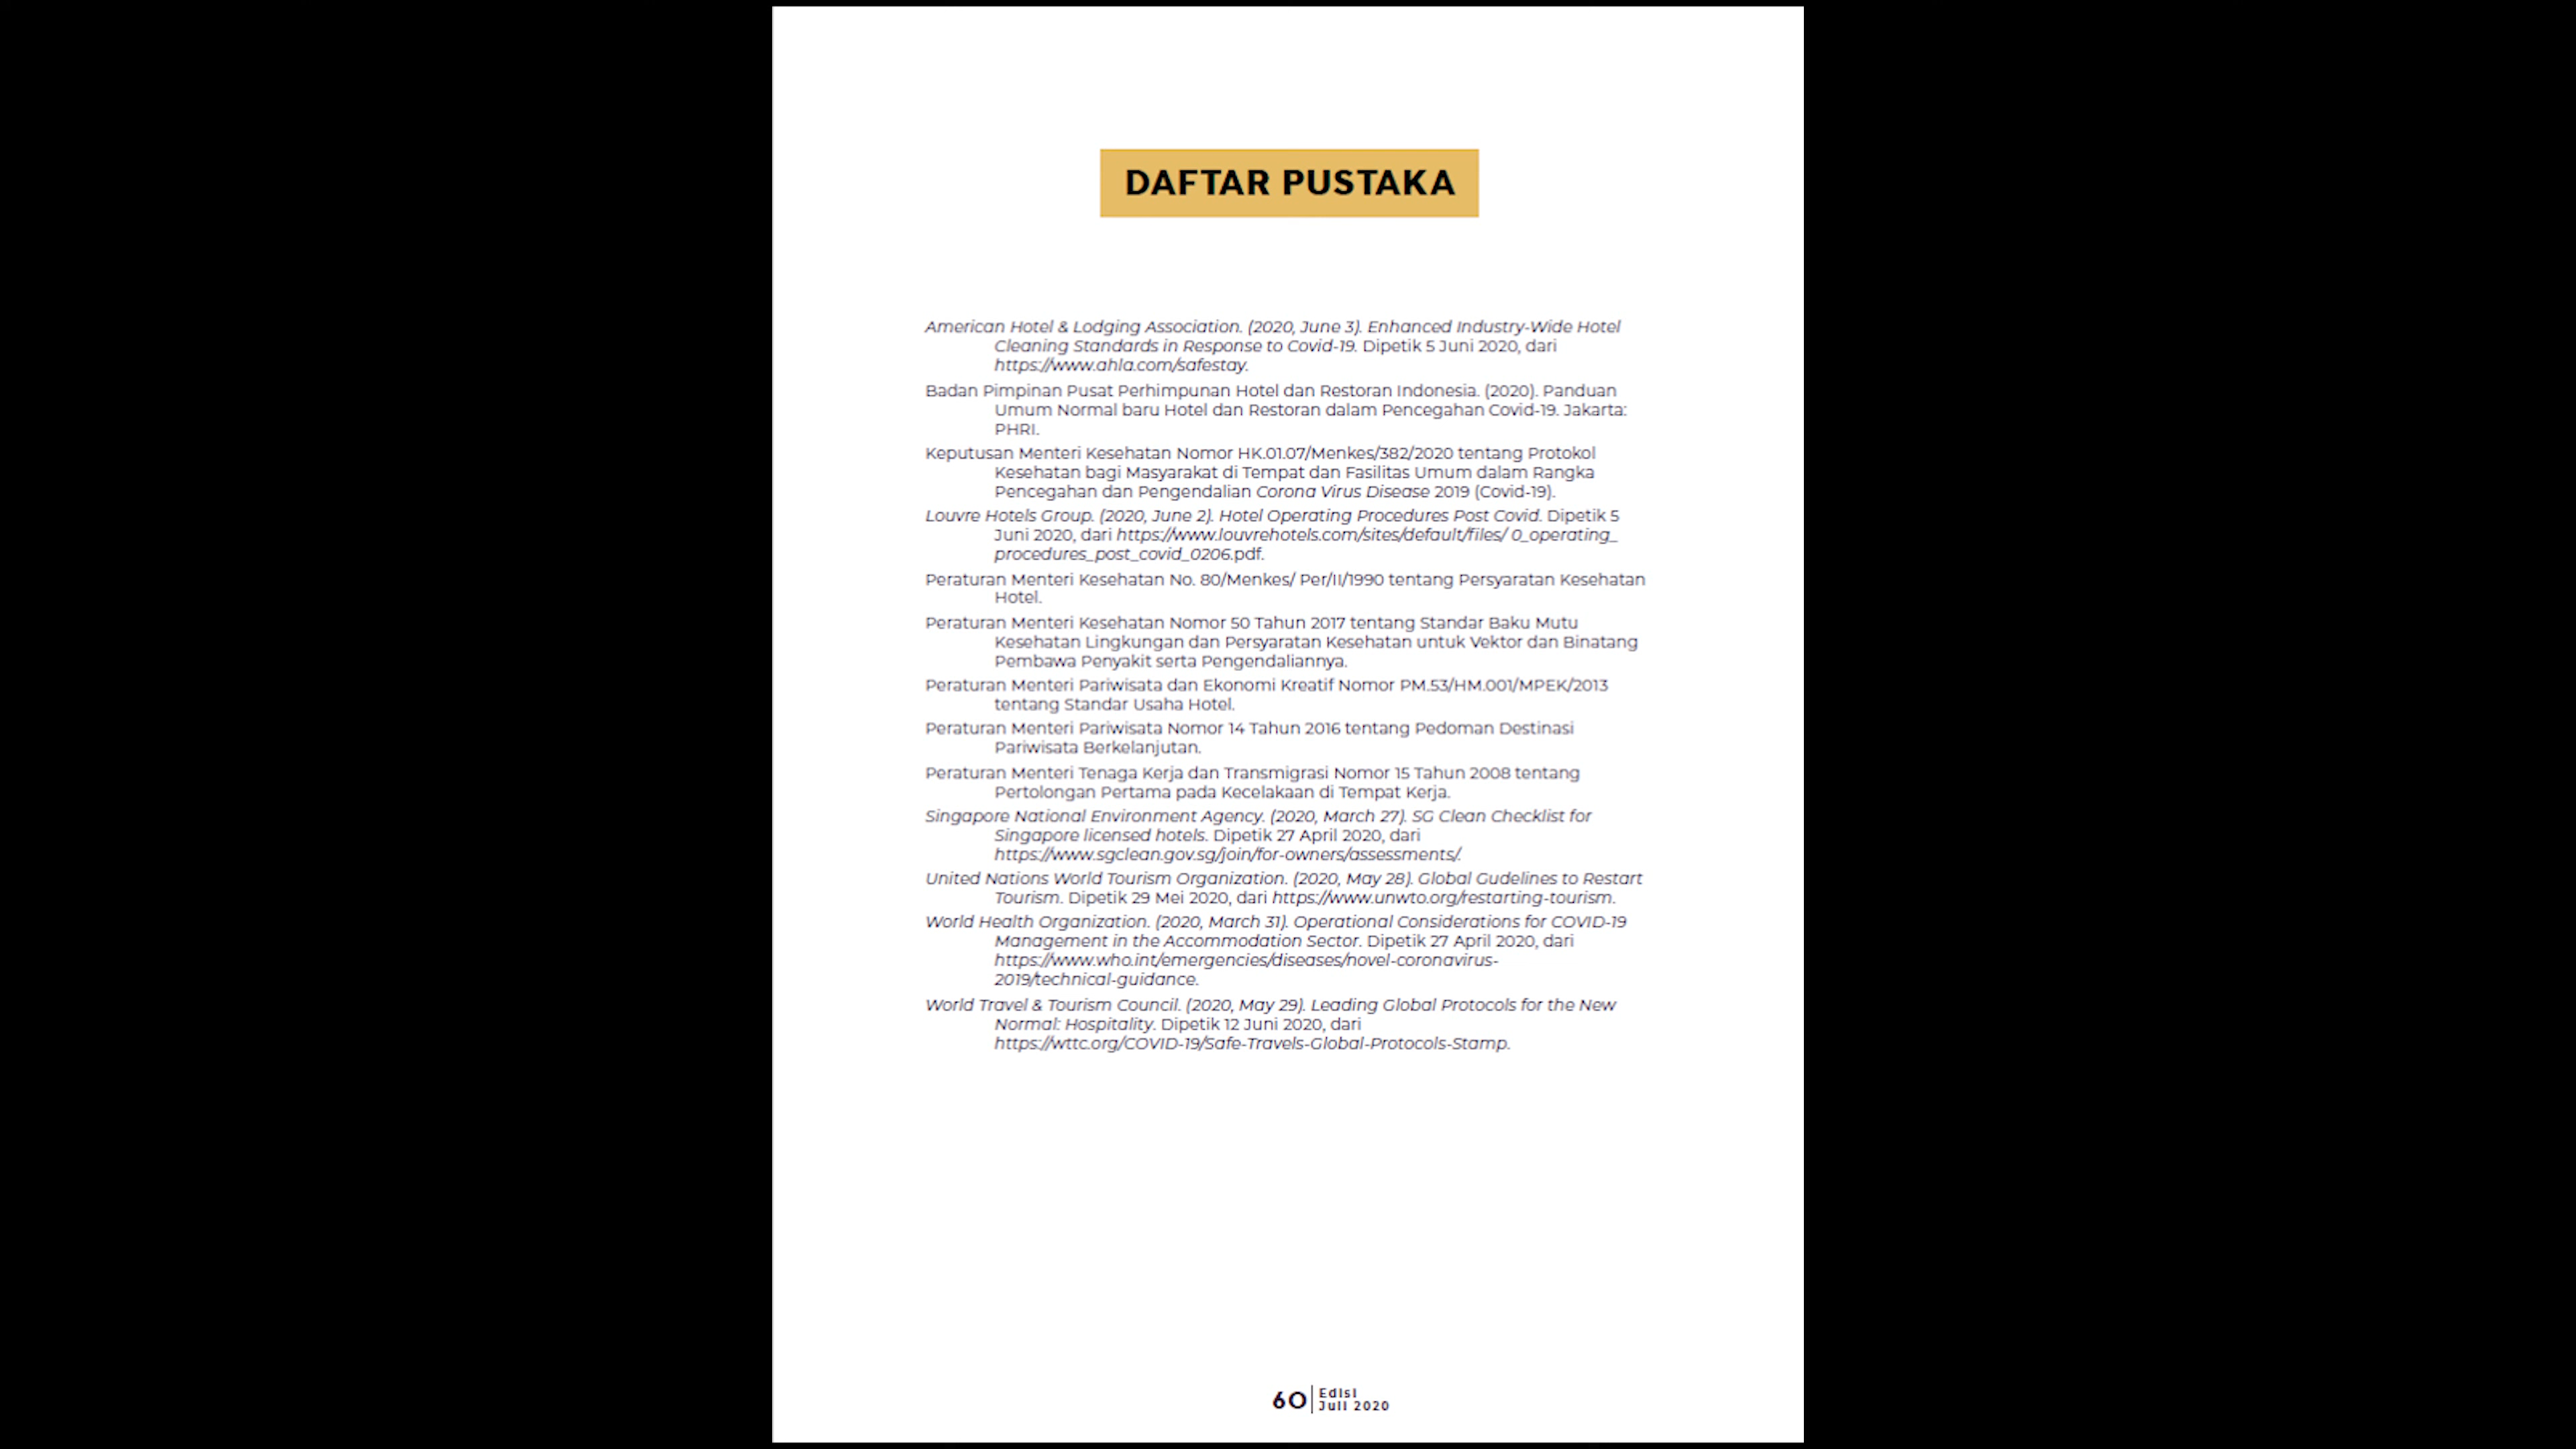 DAFTAR PUSTAKA
American Hotel & Lodging Association. (2020, June 3). Enhanced Industry-Wide Hotel
Cleaning Standards in Response to Covid-19. Dipetik 5 Juni 2020, dari
https://www.ahla.com/safestay.
Badan Pimpinan Pusat Perhimpunan Hotel dan Restoran Indonesia. (2020). Panduan
Umum Normal baru Hotel dan Restoran dalam Pencegahan Covid-19. Jakarta:
PHRI.
Keputusan Menteri Kesehatan Nomor HK.01.07/Menkes/382/2020 tentang Protokol
Kesehatan bagi Masyarakat di Tempat dan Fasilitas Umum dalam Rangka
Pencegahan dan Pengendalian Corona Virus Disease 2019 (Covid-19).
Louvre Hotels Group. (2020, June 2). Hotel Operating Procedures Post Covid. Dipetik 5
Juni 2020, dari https://www.louvrehotels.com/sites/default/files/ 0_operating_
procedures_post_covid_0206.pdf.
Peraturan Menteri Kesehatan No. 80/Menkes/ Per/II/1990 tentang Persyaratan Kesehatan
Hotel.
Peraturan Menteri Kesehatan Nomor 50 Tahun 2017 tentang Standar Baku Mutu
Kesehatan Lingkungan dan Persyaratan Kesehatan untuk Vektor dan Binatang
Pembawa Penyakit serta Pengendaliannya.
Peraturan Menteri Pariwisata dan Ekonomi Kreatif Nomor PM.53/HM.001/MPEK/2013
tentang Standar Usaha Hotel.
Peraturan Menteri Pariwisata Nomor 14 Tahun 2016 tentang Pedoman Destinasi
Pariwisata Berkelanjutan.
Peraturan Menteri Tenaga Kerja dan Transmigrasi Nomor 15 Tahun 2008 tentang
Pertolongan Pertama pada Kecelakaan di Tempat Kerja.
Singapore National Environment Agency. (2020, March 27). SG Clean Checklist for
Singapore licensed hotels. Dipetik 27 April 2020, dari
https://www.sgclean.gov.sg/join/for-owners/assessments/.
United Nations World Tourism Organization. (2020, May 28). Global Gudelines to Restart
Tourism. Dipetik 29 Mei 2020, dari https://www.unwto.org/restarting-tourism.
World Health Organization. (2020, March 31). Operational Considerations for COVID-19
Management in the Accommodation Sector. Dipetik 27 April 2020, dari
https://www.who.int/emergencies/diseases/novel-coronavirus-
2019/technical-guidance.
World Travel & Tourism Council. (2020, May 29). Leading Global Protocols for the New
Normal: Hospitality. Dipetik 12 Juni 2020, dari
https://wttc.org/COVID-19/Safe-Travels-Global-Protocols-Stamp.
60 Edisi
Juli 2020